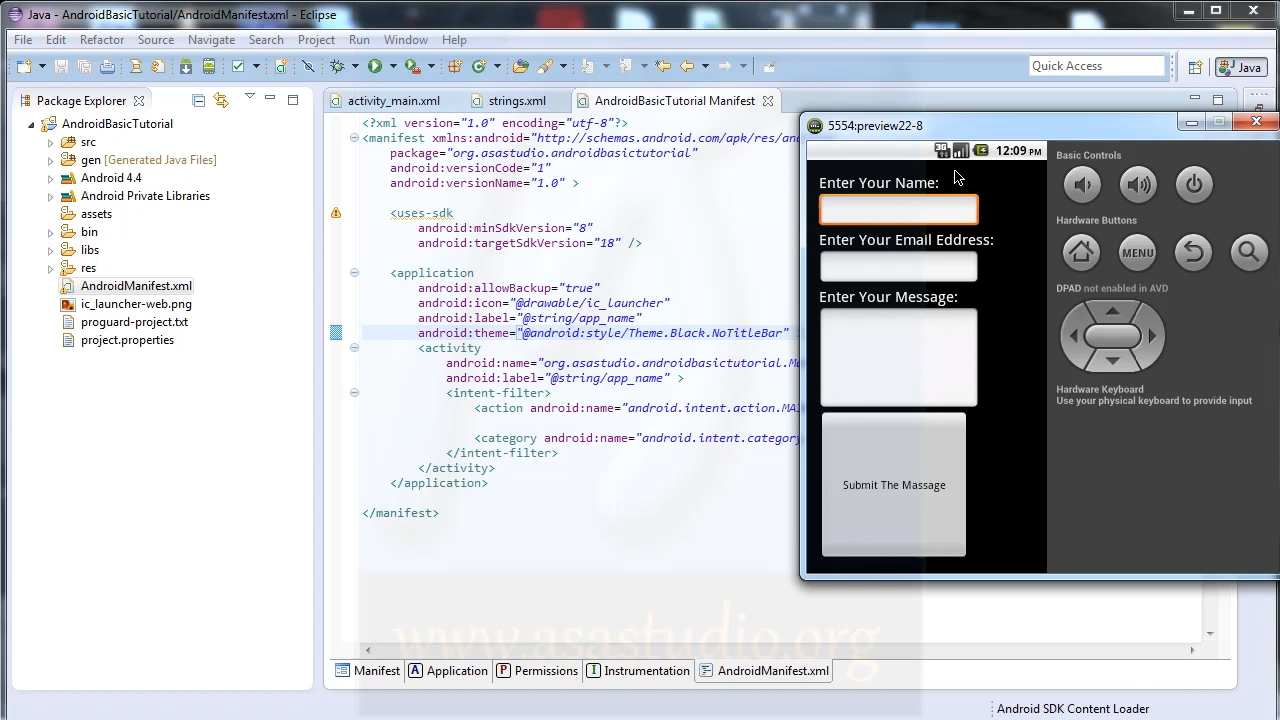 Java - AndroidBasicTutorial/AndroidManifest.xml - Eclipse
File Edit Refactor Source Navigate Search Project Run Window Help
Quick Access
Java
Package Explorer
AndroidBasicTutorial
src
gen [Generated Java Files]
Android 4.4
Android Private Libraries
assets
bin
libs
res
AndroidManifest.xml
ic_launcher-web.png
proguard-project.txt
project.properties
activity_main.xml
strings.xml
AndroidBasicTutorial Manifest
<?xml version="1.0" encoding="utf-8"?>
<manifest xmlns:android="http://schemas.android.com/apk/res/an
package="org.asastudio.androidbasictutorial"
android:versionCode="1"
android:versionName="1.0" >
<uses-sdk
android:minSdkVersion="8"
android:targetSdkVersion="18" />
<application
android:allowBackup="true"
android:icon="@drawable/ic_launcher"
android:label="@string/app_name"
android:theme="@android:style/Theme.Black.NoTitleBar"
<activity
android:name="org.asastudio.androidbasictutorial.Ma
android:label="@string/app_name" >
<intent-filter>
<action android:name="android.intent.action.MAI
<category android:name="android.intent.category
</intent-filter>
</activity>
</application>
</manifest>
www.asastudio.org
Manifest
A Application
P Permissions
I Instrumentation
AndroidManifest.xml
Android SDK Content Loader
5554:preview22-8
3G
12:09 PM
Enter Your Name:
Enter Your Email Eddress:
Enter Your Message:
Submit The Massage
Basic Controls
Hardware Buttons
MENU
DPAD not enabled in AVD
Hardware Keyboard
Use your physical keyboard to provide input